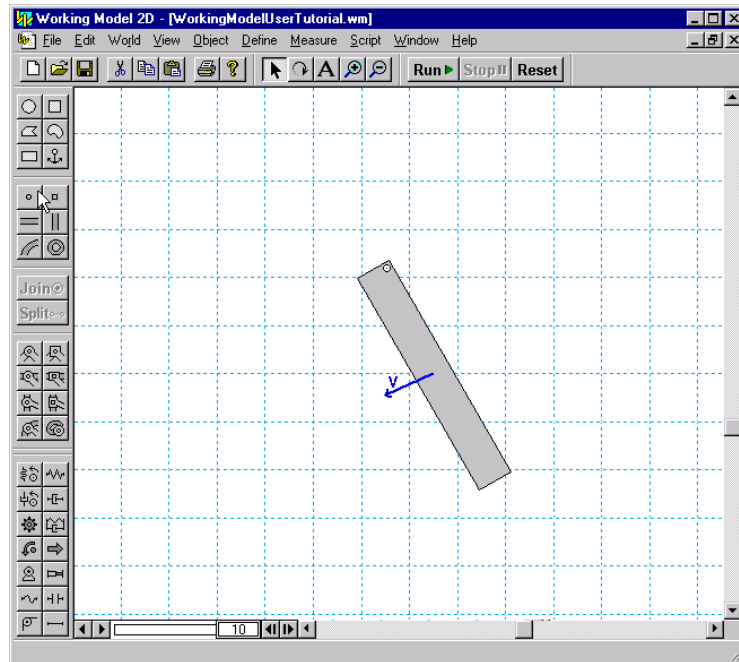 Working Model 2D - [WorkingModelUserTutorial.wm]
File Edit World View Object Define Measure Script Window Help
A Run Stop Reset
Join
Split
V
10